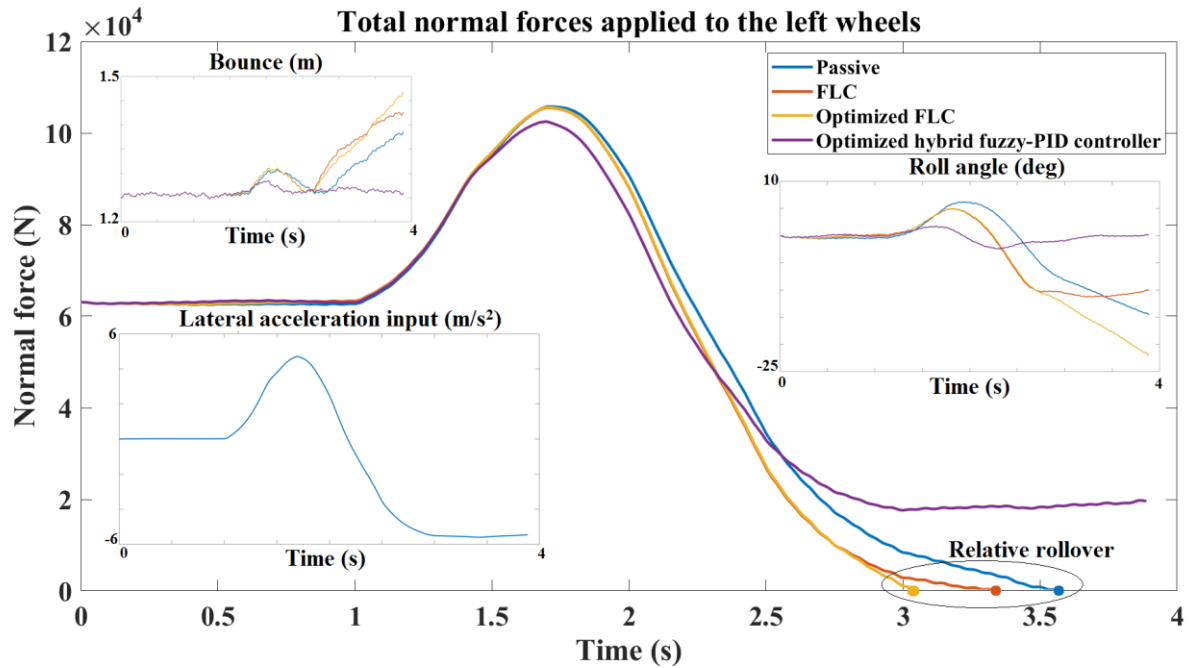 Total normal forces applied to the left wheels
×10⁴
12
10
8
6
4
2
0
Normal force (N)
0
0.5
1
1.5
2
2.5
3
3.5
4
Time (s)
Bounce (m)
1.5
1.2
0
4
Time (s)
Passive
FLC
Optimized FLC
Optimized hybrid fuzzy-PID controller
Roll angle (deg)
10
-25
0
4
Time (s)
Lateral acceleration input (m/s²)
6
-6
0
4
Time (s)
Relative rollover